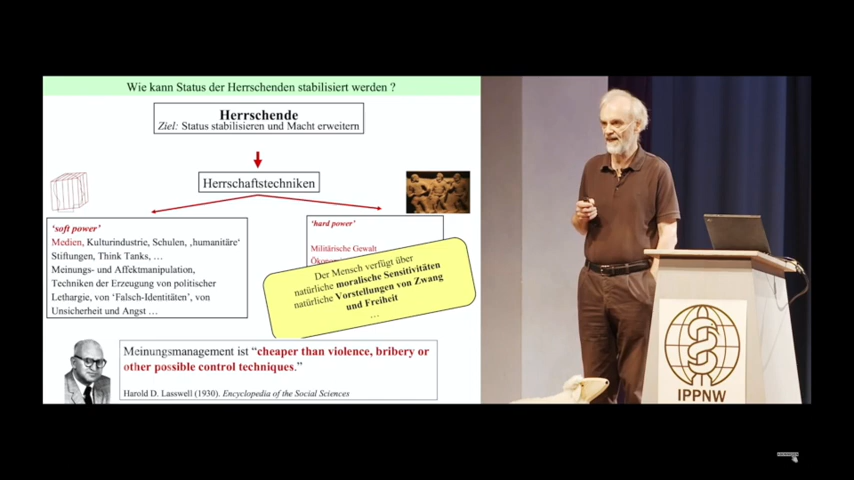 Wie kann Status der Herrschenden stabilisiert werden ?
Herrschende
Ziel: Status stabilisieren und Macht erweitern
Herrschaftstechniken
‘soft power’
Medien, Kulturindustrie, Schulen, ‚humanitäre‘
Stiftungen, Think Tanks, …
Meinungs- und Affektmanipulation,
Techniken der Erzeugung von politischer
Lethargie, von ‘Falsch-Identitäten’, von
Unsicherheit und Angst …
‘hard power’
Militärische Gewalt
Der Mensch verfügt über
natürliche moralische Sensitivitäten
natürliche Vorstellungen von Zwang
und Freiheit
…
Meinungsmanagement ist “cheaper than violence, bribery or
other possible control techniques.”
Harold D. Lasswell (1930). Encyclopedia of the Social Sciences
IPPNW